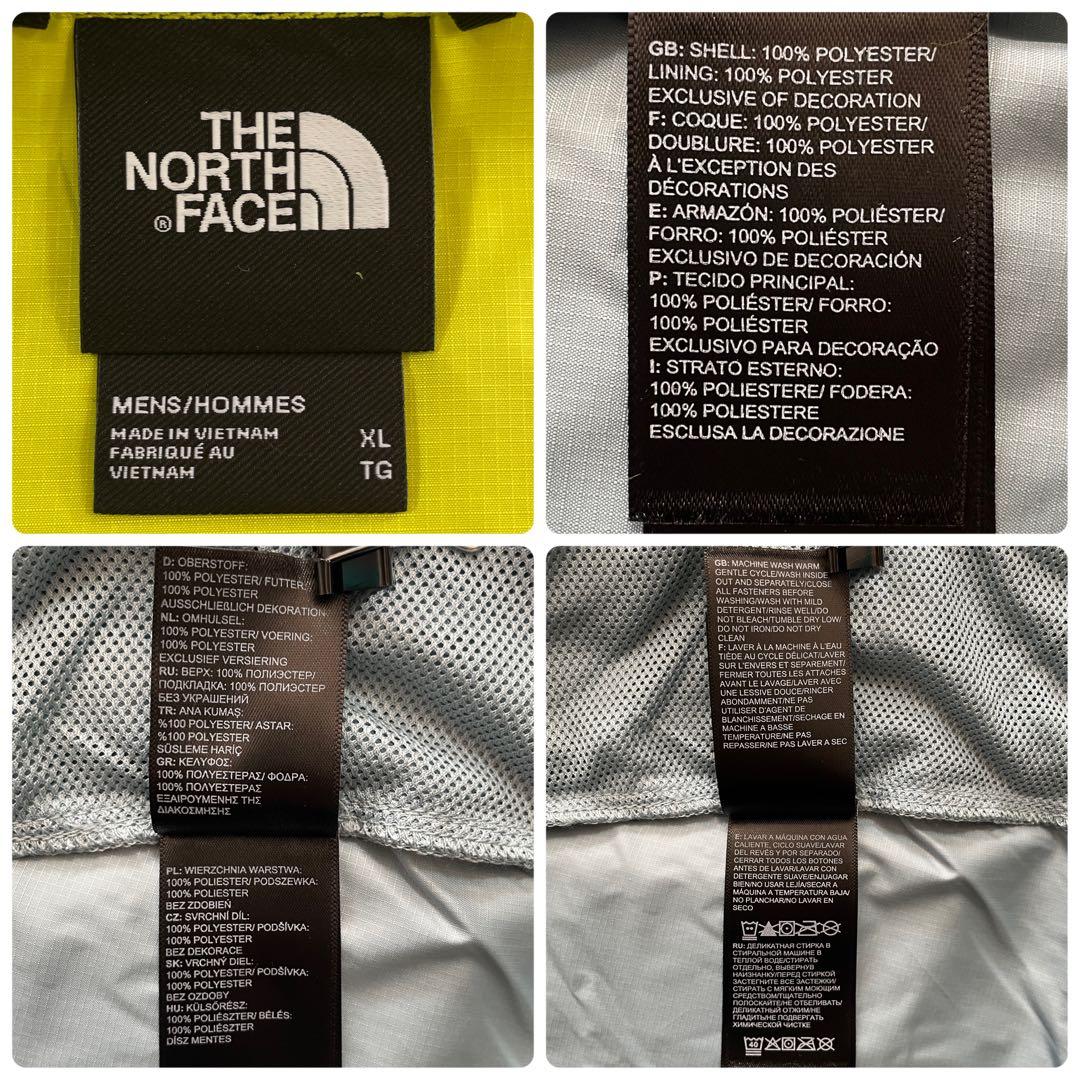 THE
NORTH
® FACE
MENS/HOMMES
MADE IN VIETNAM
FABRIQUÉ AU
VIETNAM
XL
TG
GB: SHELL: 100% POLYESTER/
LINING: 100% POLYESTER
EXCLUSIVE OF DECORATION
F: COQUE: 100% POLYESTER/
DOUBLURE: 100% POLYESTER
À L'EXCEPTION DES
DÉCORATIONS
E: ARMAZÓN: 100% POLIÉSTER/
FORRO: 100% POLIÉSTER
EXCLUSIVO DE DECORACIÓN
P: TECIDO PRINCIPAL:
100% POLIÉSTER/ FORRO:
100% POLIÉSTER
EXCLUSIVO PARA DECORAÇÃO
I: STRATO ESTERNO:
100% POLIESTERE/ FODERA:
100% POLIESTERE
ESCLUSA LA DECORAZIONE
D: OBERSTOFF:
100% POLYESTER/ FUTTER:
100% POLYESTER
AUSSCHLIEßLICH DEKORATION
NL: OMHULSEL:
100% POLYESTER/ VOERING:
100% POLYESTER
EXCLUSIEF VERSIERING
RU: ВЕРХ: 100% ПОЛИЭСТЕР/
ПОДКЛАДКА: 100% ПОЛИЭСТЕР
БЕЗ УКРАШЕНИЙ
TR: ANA KUMAŞ:
%100 POLYESTER/ ASTAR:
%100 POLYESTER
SÜSLEME HARİÇ
GR: ΚΕΛΥΦΟΣ:
100% ΠΟΛΥΕΣΤΕΡΑΣ/ ΦΟΔΡΑ:
100% ΠΟΛΥΕΣΤΕΡΑΣ
ΕΞΑΙΡΟΥΜΕΝΗΣ ΤΗΣ
ΔΙΑΚΟΣΜΗΣΗΣ
PL: WIERZCHNIA WARSTWA:
100% POLIESTER/ PODSZEWKA:
100% POLIESTER
BEZ ZDOBIEŃ
CZ: SVRCHNÍ DÍL:
100% POLYESTER/ PODŠÍVKA:
100% POLYESTER
BEZ DEKORACE
SK: VRCHNÝ DIEL:
100% POLYESTER/ PODŠÍVKA:
100% POLYESTER
BEZ OZDOBY
HU: KÜLSŐRÉSZ:
100% POLIÉSZTER/ BÉLÉS:
100% POLIÉSZTER
DÍSZ MENTES
GB: MACHINE WASH WARM
GENTLE CYCLE/WASH INSIDE
OUT AND SEPARATELY/CLOSE
ALL FASTENERS BEFORE
WASHING/WASH WITH MILD
DETERGENT/RINSE WELL/DO
NOT BLEACH/TUMBLE DRY LOW/
DO NOT IRON/DO NOT DRY
CLEAN
F: LAVER À LA MACHINE À L'EAU
TIÈDE AU CYCLE DÉLICAT/LAVER
SUR L'ENVERS ET SEPAREMENT/
FERMER TOUTES LES ATTACHES
AVANT LE LAVAGE/LAVER AVEC
UNE LESSIVE DOUCE/RINCER
ABONDAMMENT/NE PAS
UTILISER D'AGENT DE
BLANCHISSEMENT/SECHAGE EN
MACHINE A BASSE
TEMPERATURE/NE PAS
REPASSER/NE PAS LAVER A SEC
E: LAVAR A MÁQUINA CON AGUA
CALIENTE, CICLO SUAVE/LAVAR
DEL REVÉS Y POR SEPARADO/
CERRAR TODOS LOS BOTONES
ANTES DE LAVAR/LAVAR CON
DETERGENTE SUAVE/ENJUAGAR
BIEN/NO USAR LEJÍA/SECAR A
MÁQUINA A TEMPERATURA BAJA/
NO PLANCHAR/NO LAVAR EN
SECO
RU: ДЕЛИКАТНАЯ СТИРКА В
СТИРАЛЬНОЙ МАШИНЕ В
ТЕПЛОЙ ВОДЕ/СТИРАТЬ
ОТДЕЛЬНО, ВЫВЕРНУВ
НАИЗНАНКУ/ПЕРЕД СТИРКОЙ
ЗАСТЕГНИТЕ ВСЕ ЗАСТЕЖКИ/
СТИРАТЬ С МЯГКИМ МОЮЩИМ
СРЕДСТВОМ/ТЩАТЕЛЬНО
ПОЛОСКАЙТЕ/НЕ ОТБЕЛИВАТЬ/
ДЕЛИКАТНЫЙ ОТЖИМ/НЕ
ГЛАДИТЬ/НЕ ПОДВЕРГАТЬ
ХИМИЧЕСКОЙ ЧИСТКЕ
40